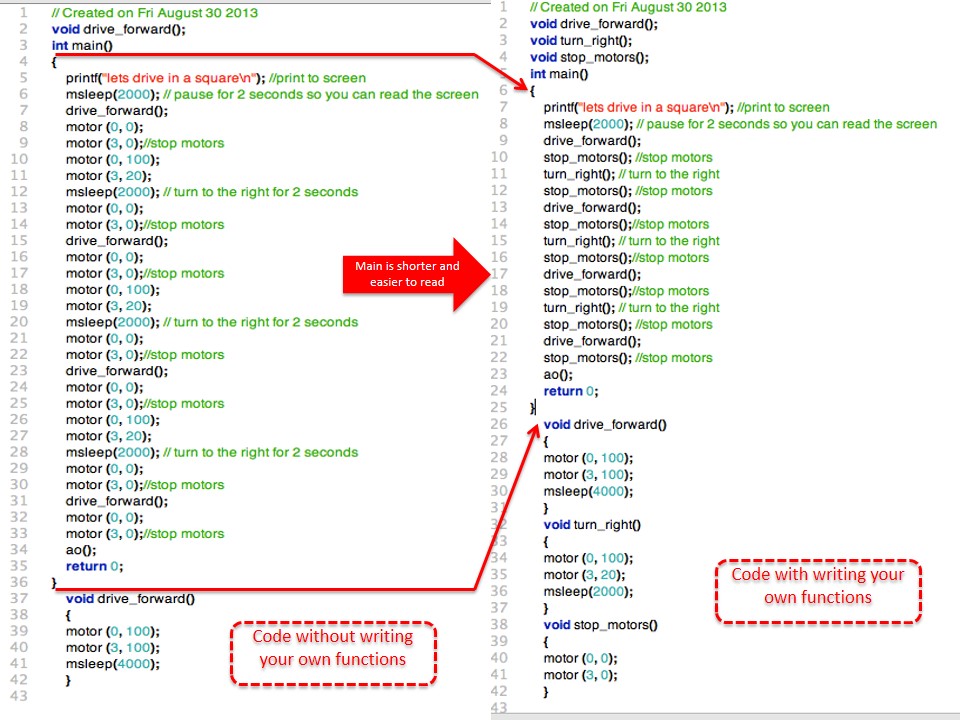 1 // Created on Fri August 30 2013
2 void drive_forward();
3 int main()
4 {
5 printf("lets drive in a square\n"); //print to screen
6 msleep(2000); // pause for 2 seconds so you can read the screen
7 drive_forward();
8 motor (0, 0);
9 motor (3, 0);//stop motors
10 motor (0, 100);
11 motor (3, 20);
12 msleep(2000); // turn to the right for 2 seconds
13 motor (0, 0);
14 motor (3, 0);//stop motors
15 drive_forward();
16 motor (0, 0);
17 motor (3, 0);//stop motors
18 motor (0, 100);
19 motor (3, 20);
20 msleep(2000); // turn to the right for 2 seconds
21 motor (0, 0);
22 motor (3, 0);//stop motors
23 drive_forward();
24 motor (0, 0);
25 motor (3, 0);//stop motors
26 motor (0, 100);
27 motor (3, 20);
28 msleep(2000); // turn to the right for 2 seconds
29 motor (0, 0);
30 motor (3, 0);//stop motors
31 drive_forward();
32 motor (0, 0);
33 motor (3, 0);//stop motors
34 ao();
35 return 0;
36 }
37 void drive_forward()
38 {
39 motor (0, 100);
40 motor (3, 100);
41 msleep(4000);
42 }
43
Code without writing
your own functions
Main is shorter and
easier to read
1 // Created on Fri August 30 2013
2 void drive_forward();
3 void turn_right();
4 void stop_motors();
5 int main()
6 {
7 printf("lets drive in a square\n"); //print to screen
8 msleep(2000); // pause for 2 seconds so you can read the screen
9 drive_forward();
10 stop_motors(); //stop motors
11 turn_right(); // turn to the right
12 stop_motors(); //stop motors
13 drive_forward();
14 stop_motors();//stop motors
15 turn_right(); // turn to the right
16 stop_motors();//stop motors
17 drive_forward();
18 stop_motors();//stop motors
19 turn_right(); // turn to the right
20 stop_motors(); //stop motors
21 drive_forward();
22 stop_motors(); //stop motors
23 ao();
24 return 0;
25 }
26 void drive_forward()
27 {
28 motor (0, 100);
29 motor (3, 100);
30 msleep(4000);
31 }
32 void turn_right()
33 {
34 motor (0, 100);
35 motor (3, 20);
36 msleep(2000);
37 }
38 void stop_motors()
39 {
40 motor (0, 0);
41 motor (3, 0);
42 }
43
Code with writing your
own functions